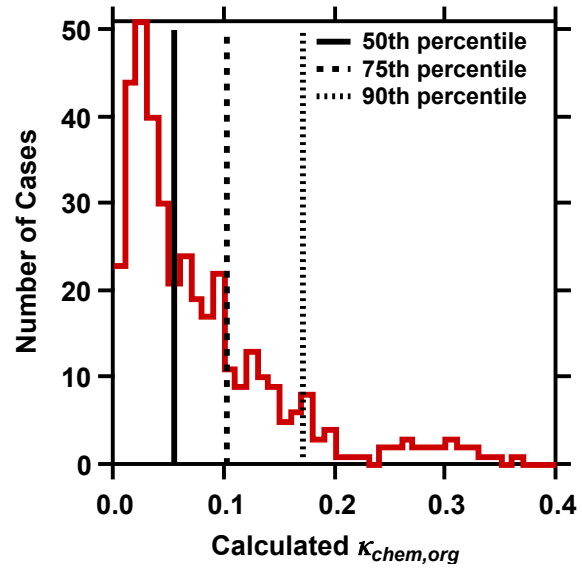 50
40
30
20
10
0
Number of Cases
50th percentile
75th percentile
90th percentile
0.0 0.1 0.2 0.3 0.4
Calculated κchem,org